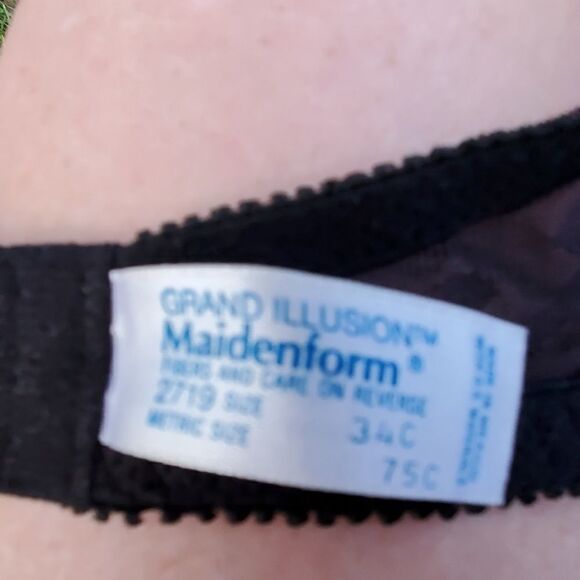 GRAND ILLUSION™
Maidenform®
FIBERS AND CARE ON REVERSE
2719 SIZE 34C
METRIC SIZE 75C